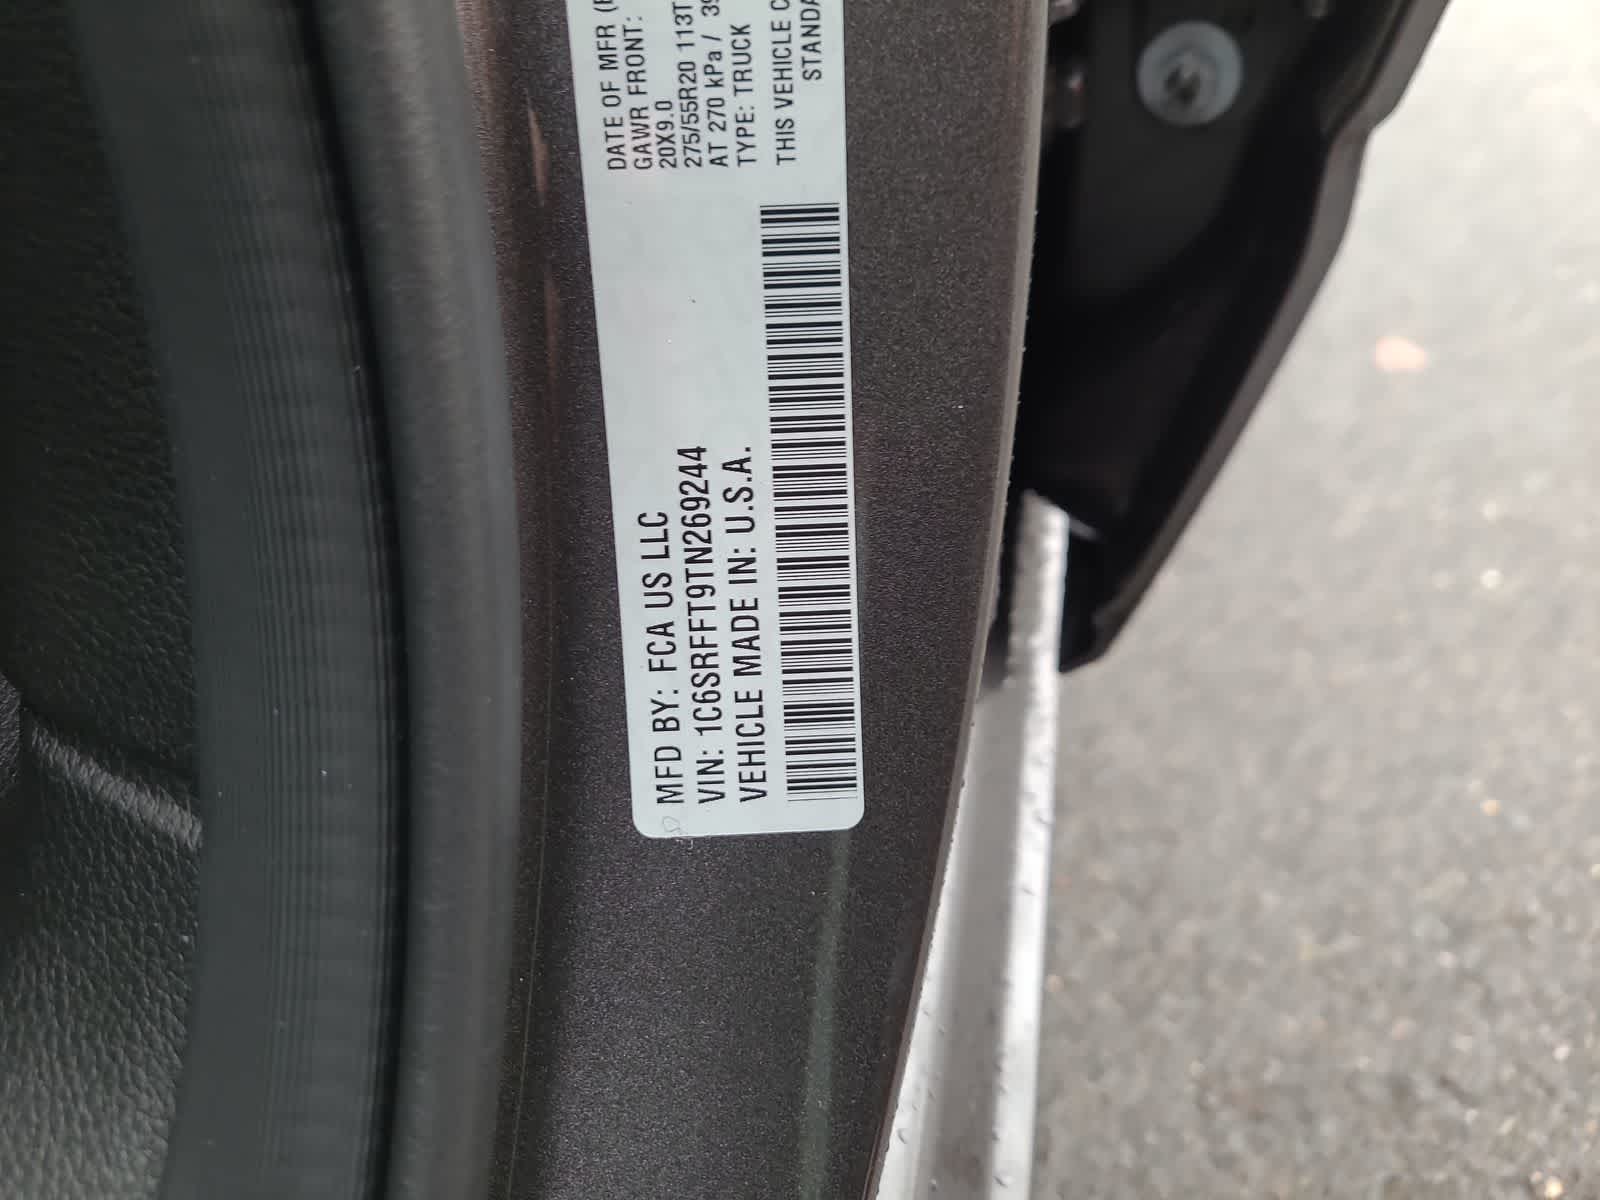 MFD BY: FCA US LLC
VIN: 1C6SRFFT9TN269244
VEHICLE MADE IN: U.S.A.
DATE OF MFR
GAWR FRONT:
20X9.0
275/55R20 113T
AT 270 kPa / 39
TYPE: TRUCK
THIS VEHICLE